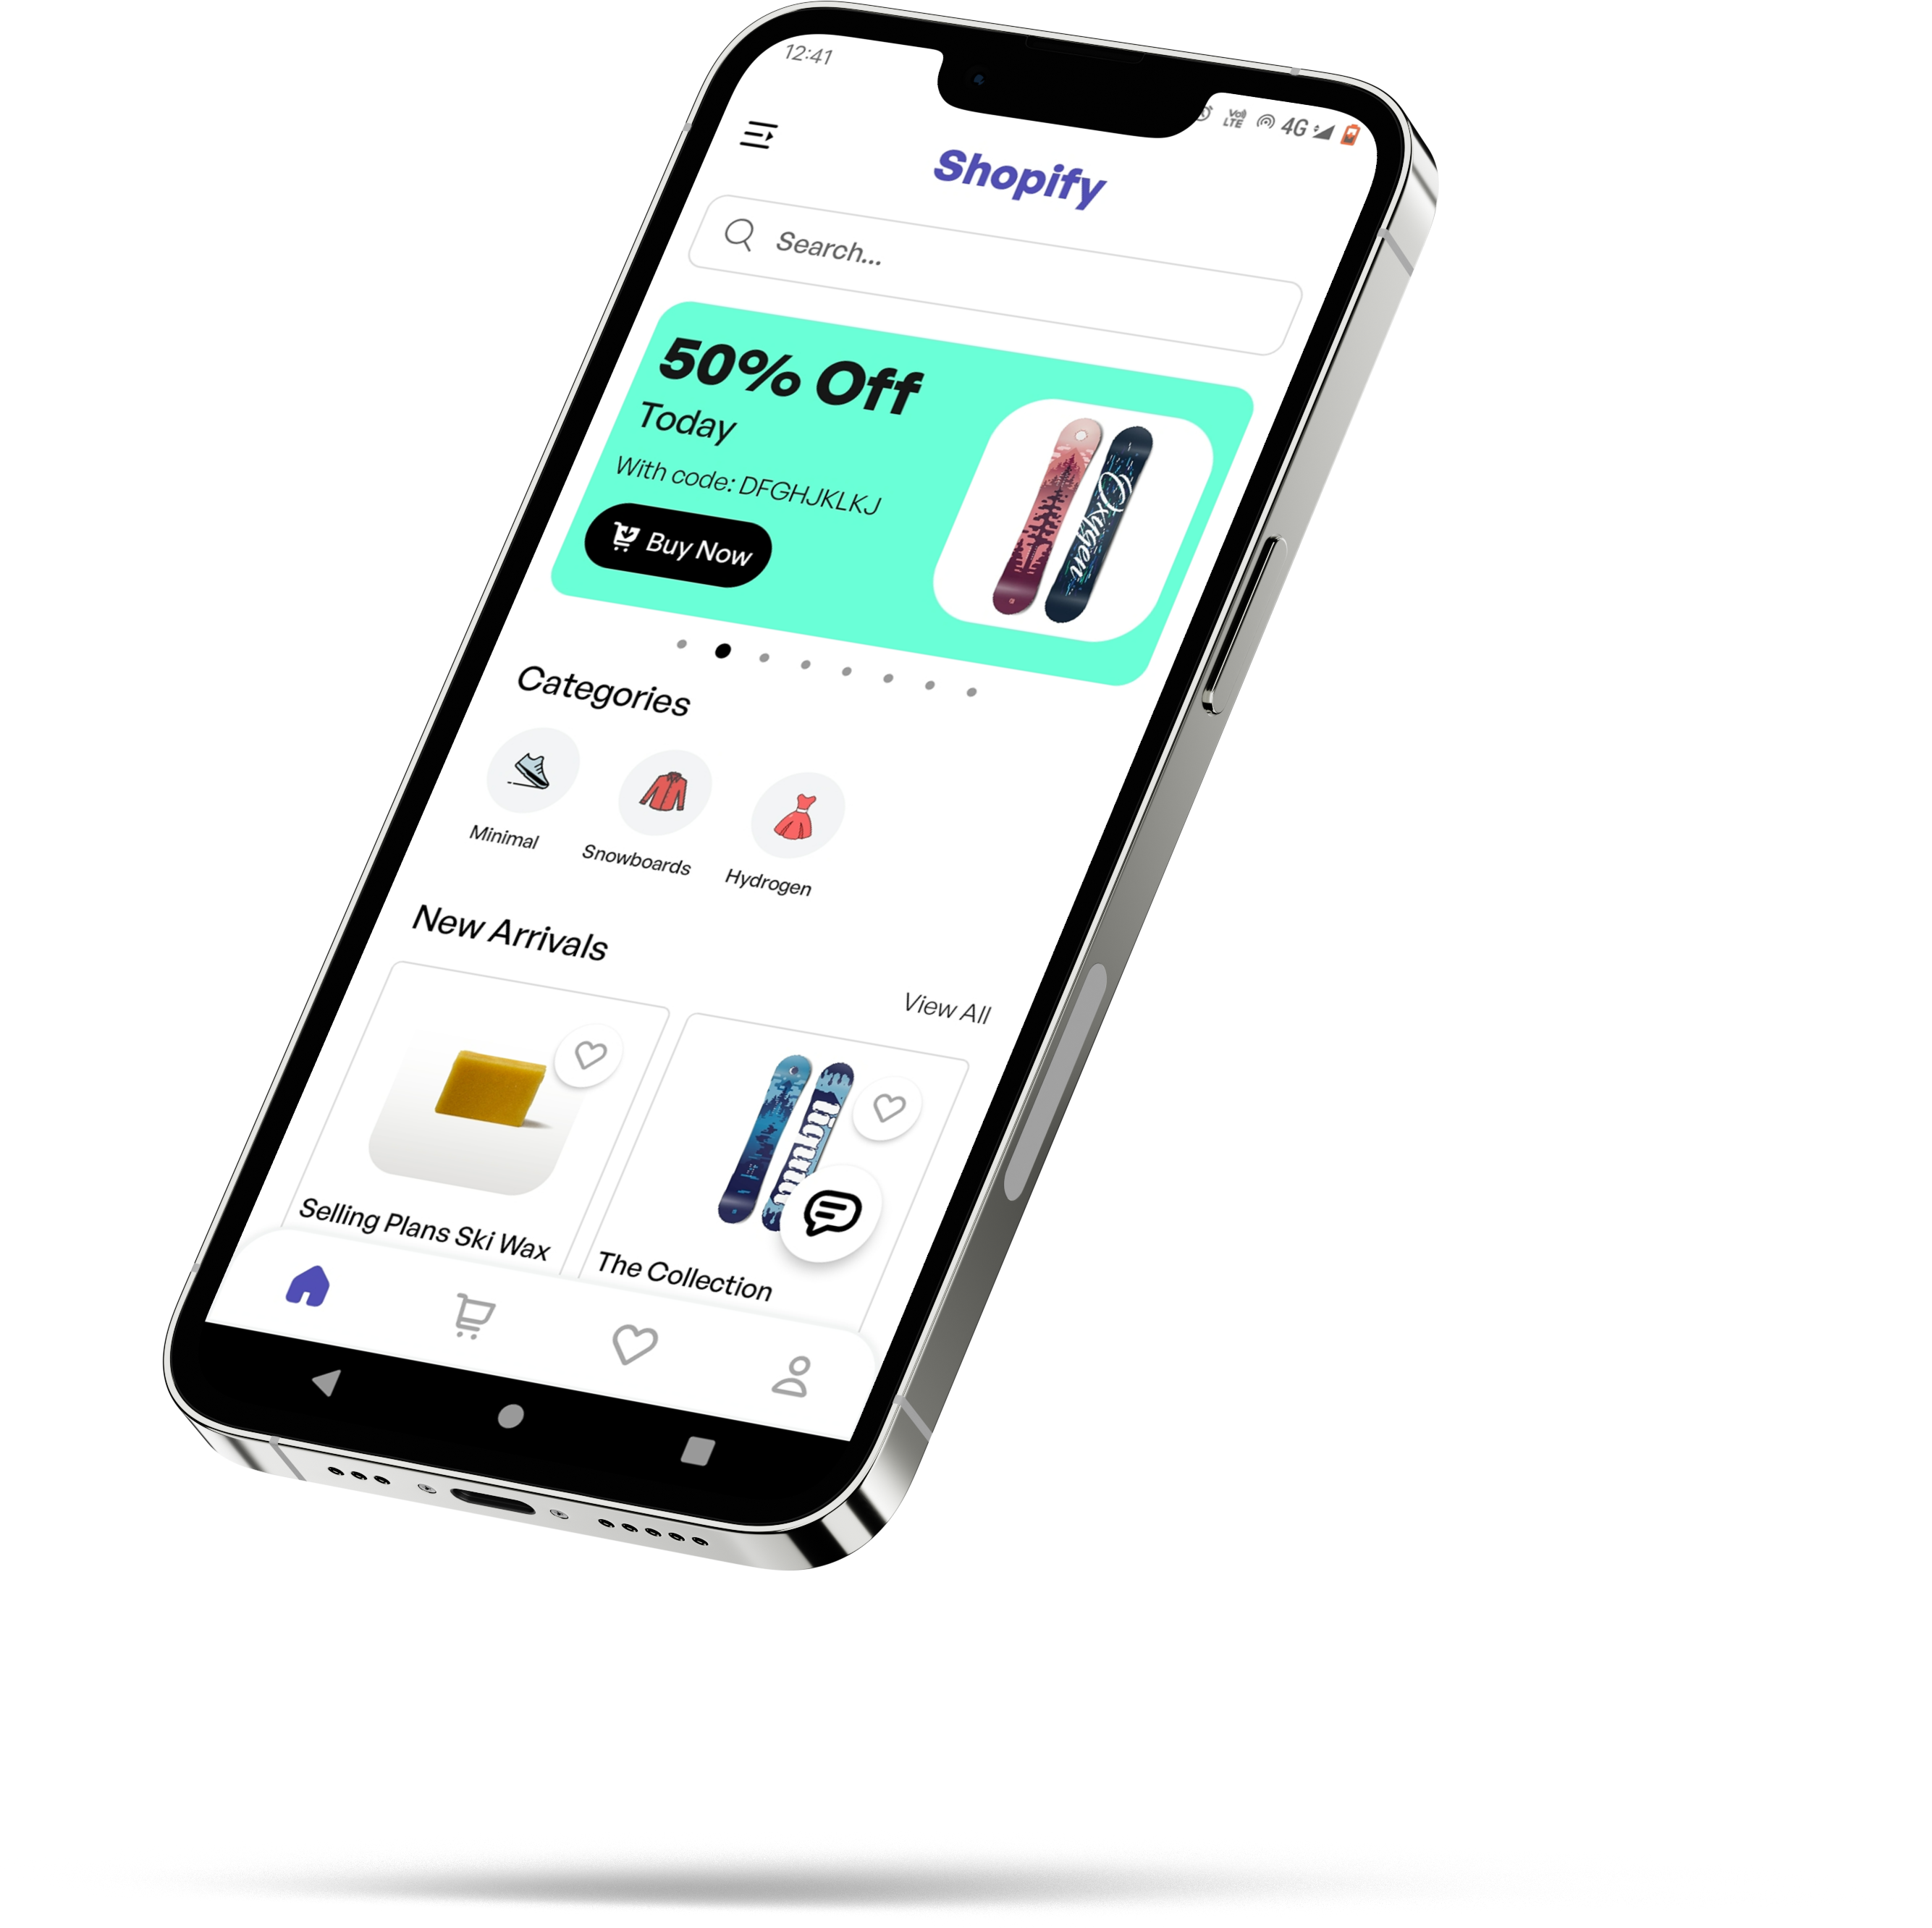 12:41
Vo)) LTE 4G
Shopify
Search...
50% Off
Today
With code: DFGHJKLKJ
Buy Now
Oxygen
Categories
Minimal
Snowboards
Hydrogen
New Arrivals
View All
Selling Plans Ski Wax
The Collection